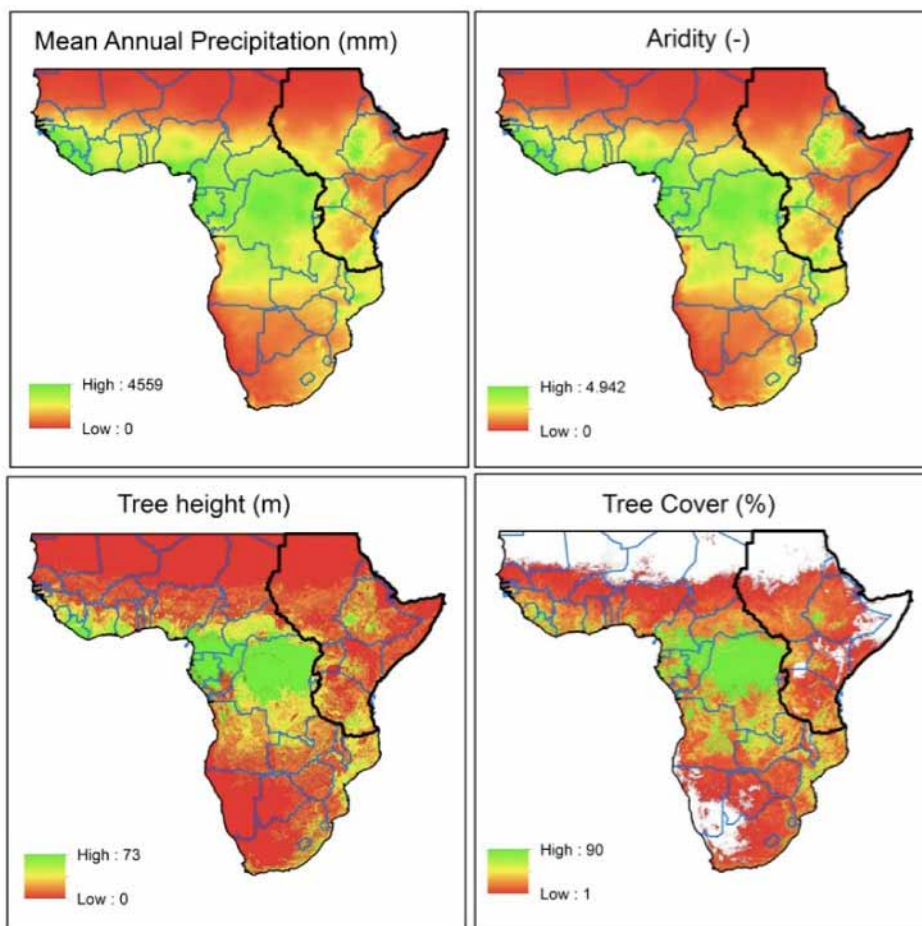 Mean Annual Precipitation (mm)
High : 4559
Low : 0
Aridity (-)
High : 4.942
Low : 0
Tree height (m)
High : 73
Low : 0
Tree Cover (%)
High : 90
Low : 1